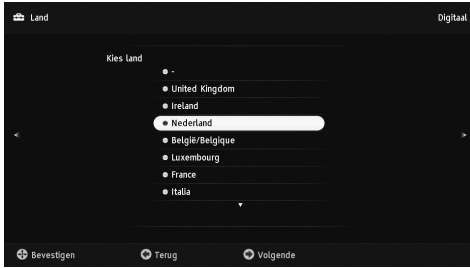 Land
Digitaal
Kies land
-
United Kingdom
Ireland
Nederland
België/Belgique
Luxembourg
France
Italia
Bevestigen
Terug
Volgende